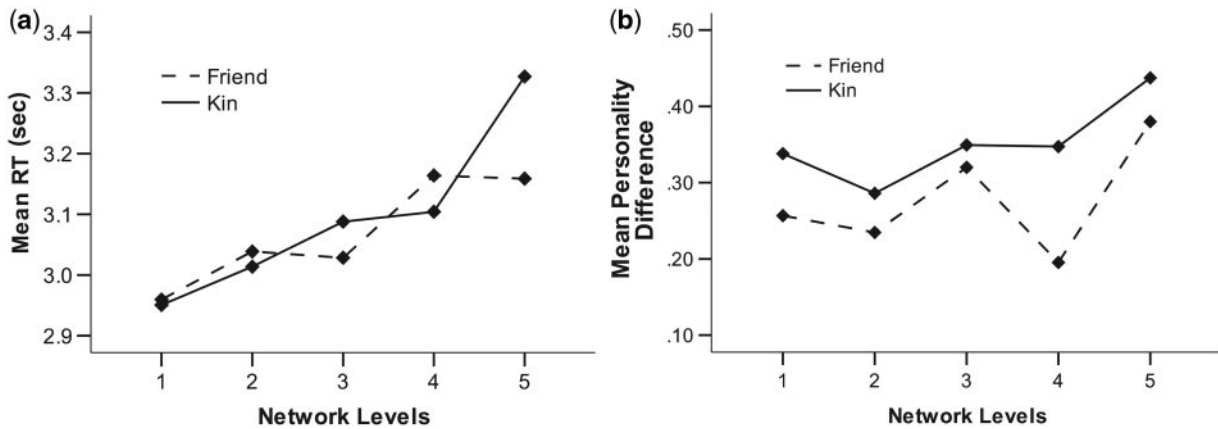 (a)
Mean RT (sec)
3.4
3.3
3.2
3.1
3.0
2.9
Friend
Kin
1 2 3 4 5
Network Levels
(b)
Mean Personality
Difference
.50
.40
.30
.20
.10
Friend
Kin
1 2 3 4 5
Network Levels